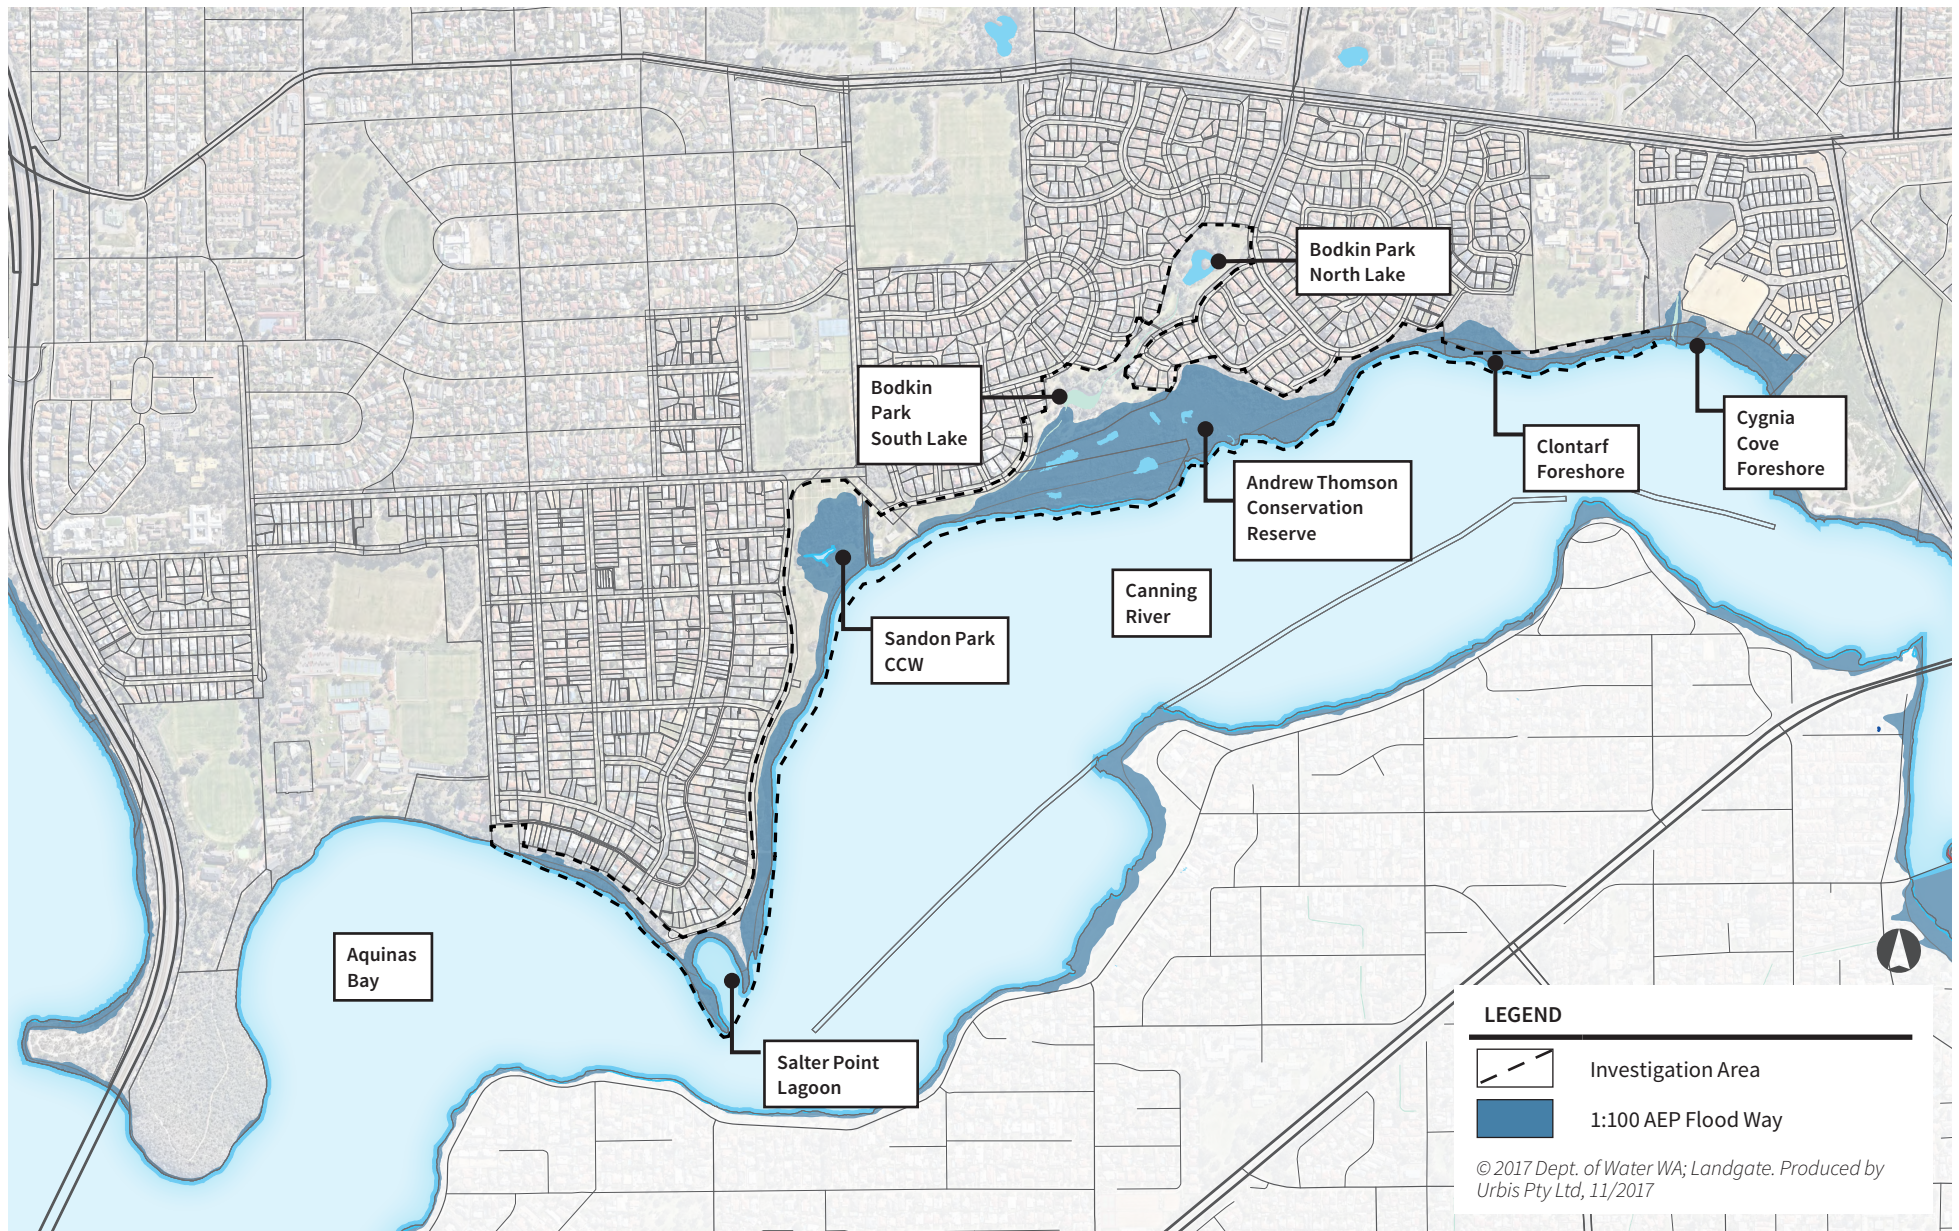 Bodkin Park
North Lake
Bodkin
Park
South Lake
Cygnia
Cove
Foreshore
Clontarf
Foreshore
Andrew Thomson
Conservation
Reserve
Canning
River
Sandon Park
CCW
Aquinas
Bay
Salter Point
Lagoon
LEGEND
Investigation Area
1:100 AEP Flood Way
© 2017 Dept. of Water WA; Landgate. Produced by
Urbis Pty Ltd, 11/2017